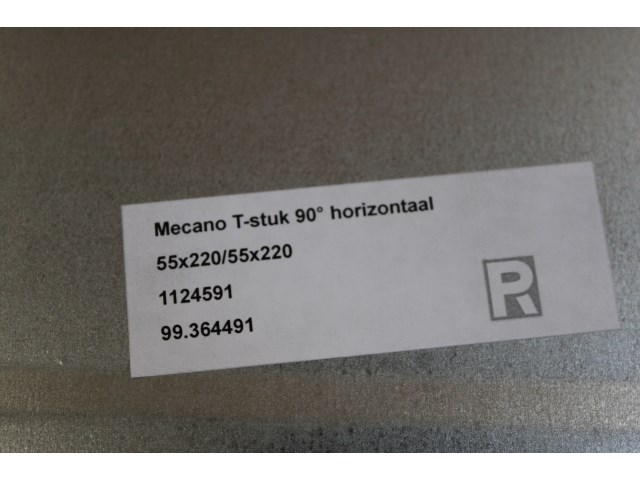 Mecano T-stuk 90° horizontaal
55x220/55x220
1124591
99.364491
R